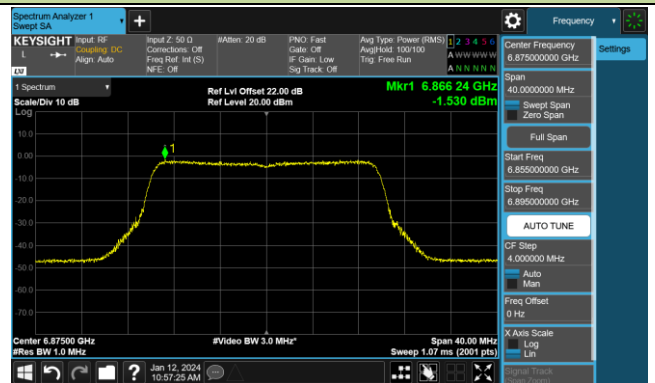 Spectrum Analyzer 1
Swept SA
+
Frequency
KEYSIGHT
L
LXI
Input: RF
Coupling: DC
Align: Auto
Input Z: 50 Ω
Corrections: Off
Freq Ref: Int (S)
NFE: Off
#Atten: 20 dB
PNO: Fast
Gate: Off
IF Gain: Low
Sig Track: Off
Avg Type: Power (RMS)
Avg|Hold: 100/100
Trig: Free Run
1 2 3 4 5 6
A W W W W W
A N N N N N
1 Spectrum
Scale/Div 10 dB
Log
Ref Lvl Offset 22.00 dB
Ref Level 20.00 dBm
Mkr1 6.866 24 GHz
-1.530 dBm
1
10.0
0.00
-10.0
-20.0
-30.0
-40.0
-50.0
-60.0
-70.0
Center 6.87500 GHz
#Res BW 1.0 MHz
#Video BW 3.0 MHz*
Span 40.00 MHz
Sweep 1.07 ms (2001 pts)
Center Frequency
6.875000000 GHz
Span
40.0000000 MHz
Swept Span
Zero Span
Full Span
Start Freq
6.855000000 GHz
Stop Freq
6.895000000 GHz
AUTO TUNE
CF Step
4.000000 MHz
Auto
Man
Freq Offset
0 Hz
X Axis Scale
Log
Lin
Signal Track
(Span Zoom)
Settings
?
Jan 12, 2024
10:57:25 AM